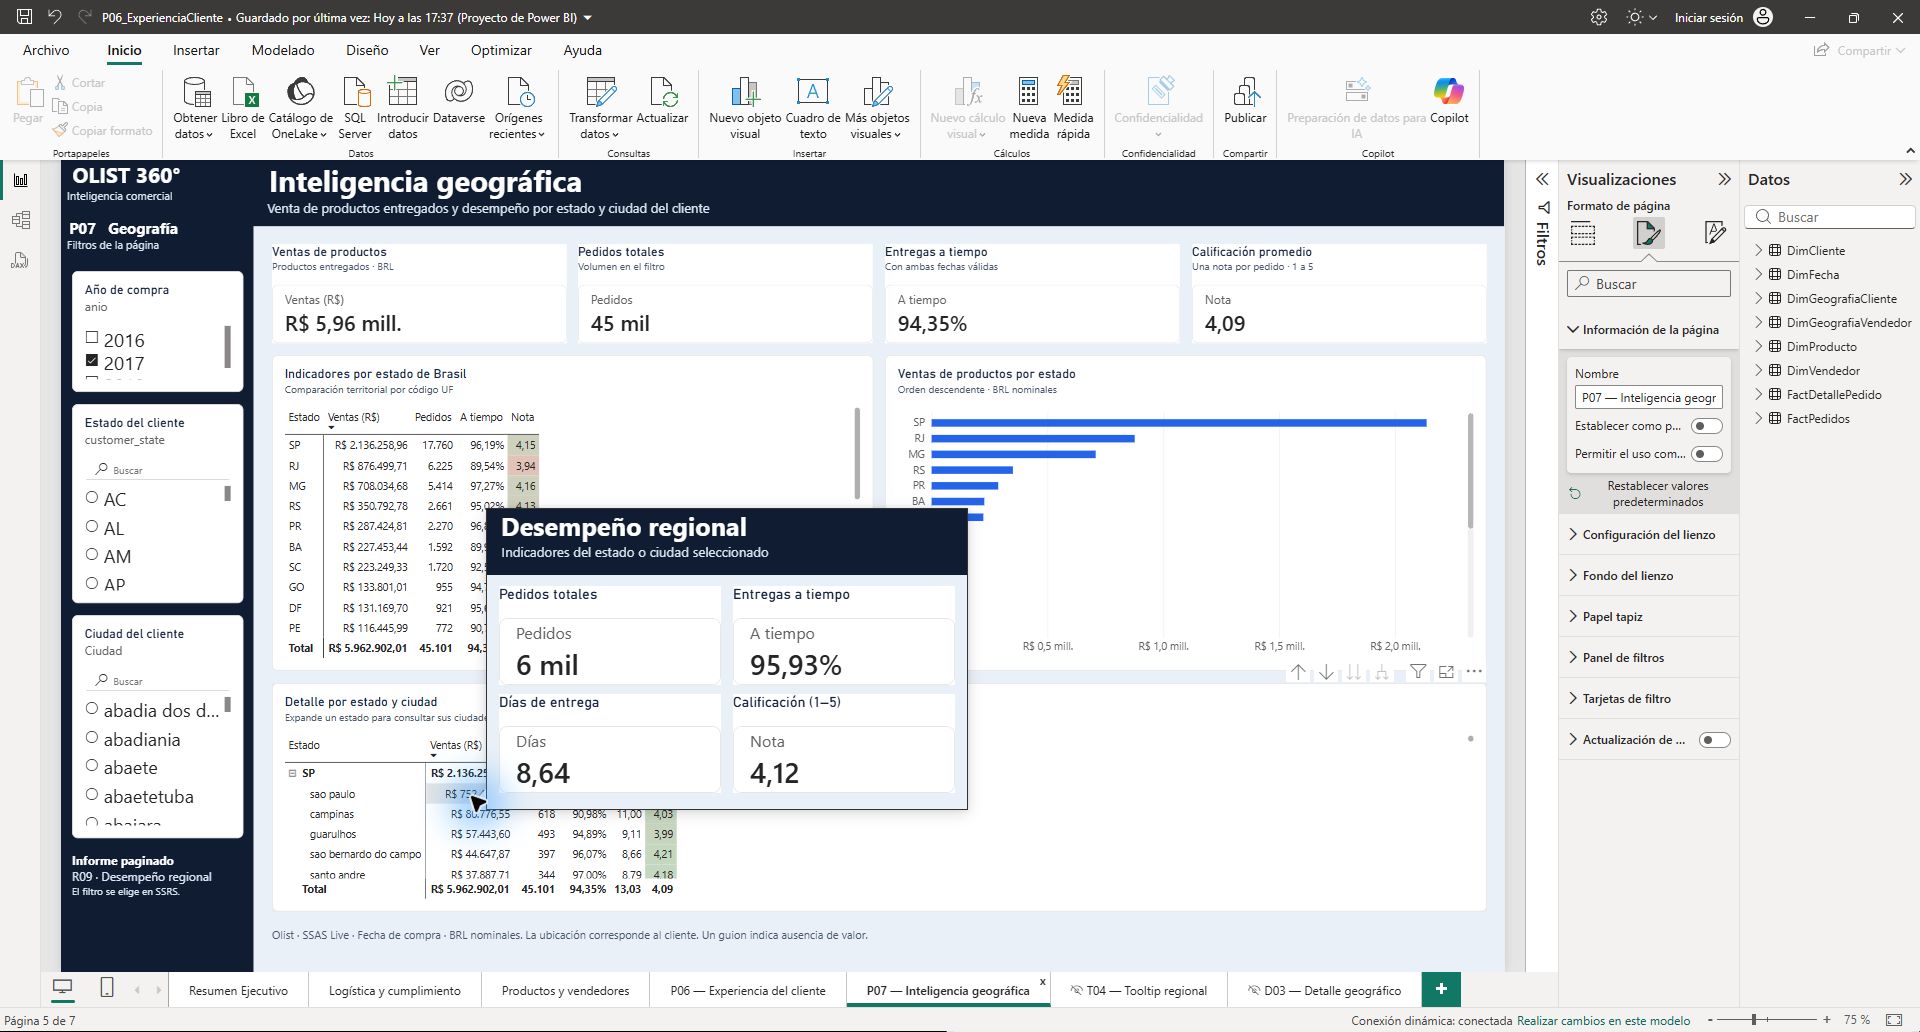 P06_ExperienciaCliente • Guardado por última vez: Hoy a las 17:37 (Proyecto de Power BI)
Iniciar sesión
Archivo Inicio Insertar Modelado Diseño Ver Optimizar Ayuda
Compartir
Pegar
Cortar
Copia
Copiar formato
Portapapeles
Obtener datos
Libro de Excel
Catálogo de OneLake
SQL Server
Introducir datos
Dataverse
Orígenes recientes
Datos
Transformar datos
Actualizar
Consultas
Nuevo objeto visual
Cuadro de texto
Más objetos visuales
Insertar
Nuevo cálculo visual
Nueva medida
Medida rápida
Cálculos
Confidencialidad
Confidencialidad
Publicar
Compartir
Preparación de datos para IA
Copilot
Copilot
OLIST 360°
Inteligencia comercial
P07 Geografía
Filtros de la página
Año de compra
anio
2016
2017
Estado del cliente
customer_state
Buscar
AC
AL
AM
AP
Ciudad del cliente
Ciudad
Buscar
abadia dos d...
abadiania
abaete
abaetetuba
Informe paginado
R09 · Desempeño regional
El filtro se elige en SSRS.
Inteligencia geográfica
Venta de productos entregados y desempeño por estado y ciudad del cliente
Ventas de productos
Productos entregados · BRL
Ventas (R$)
R$ 5,96 mill.
Pedidos totales
Volumen en el filtro
Pedidos
45 mil
Entregas a tiempo
Con ambas fechas válidas
A tiempo
94,35%
Calificación promedio
Una nota por pedido · 1 a 5
Nota
4,09
Indicadores por estado de Brasil
Comparación territorial por código UF
Estado Ventas (R$) Pedidos A tiempo Nota
SP R$ 2.136.258,96 17.760 96,19% 4,15
RJ R$ 876.499,71 6.225 89,54% 3,94
MG R$ 708.034,68 5.414 97,27% 4,16
RS R$ 350.792,78 2.661 95,02% 4,13
PR R$ 287.424,81 2.270
BA R$ 227.453,44 1.592
SC R$ 223.249,33 1.720
GO R$ 133.801,01 955
DF R$ 131.169,70 921
PE R$ 116.445,99 772
Total R$ 5.962.902,01 45.101
Ventas de productos por estado
Orden descendente · BRL nominales
SP
RJ
MG
RS
PR
BA
R$ 0,5 mill. R$ 1,0 mill. R$ 1,5 mill. R$ 2,0 mill.
Desempeño regional
Indicadores del estado o ciudad seleccionado
Pedidos totales
Pedidos
6 mil
Entregas a tiempo
A tiempo
95,93%
Días de entrega
Días
8,64
Calificación (1–5)
Nota
4,12
Detalle por estado y ciudad
Expande un estado para consultar sus
Estado Ventas (R$)
SP
sao paulo
campinas R$ 80.776,55 618 90,98% 11,00 4,03
guarulhos R$ 57.443,60 493 94,89% 9,11 3,99
sao bernardo do campo R$ 44.647,87 397 96,07% 8,66 4,21
santo andre R$ 37.887,71 344 97,00% 8,79 4,18
Total R$ 5.962.902,01 45.101 94,35% 13,03 4,09
Olist · SSAS Live · Fecha de compra · BRL nominales. La ubicación corresponde al cliente. Un guion indica ausencia de valor.
Filtros
Visualizaciones
Formato de página
Buscar
Información de la página
Nombre
P07 — Inteligencia geogr
Establecer como p...
Permitir el uso com...
Restablecer valores predeterminados
Configuración del lienzo
Fondo del lienzo
Papel tapiz
Panel de filtros
Tarjetas de filtro
Actualización de ...
Datos
Buscar
DimCliente
DimFecha
DimGeografiaCliente
DimGeografiaVendedor
DimProducto
DimVendedor
FactDetallePedido
FactPedidos
Resumen Ejecutivo
Logística y cumplimiento
Productos y vendedores
P06 — Experiencia del cliente
P07 — Inteligencia geográfica x
T04 — Tooltip regional
D03 — Detalle geográfico
+
Página 5 de 7
Conexión dinámica: conectada Realizar cambios en este modelo
- + 75 %